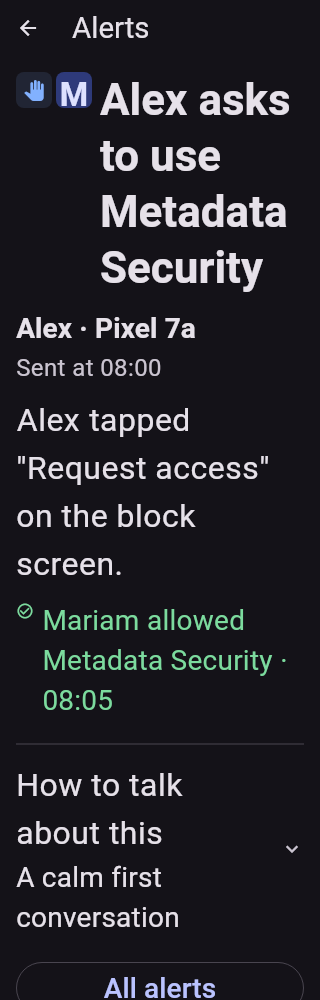 Alerts
M
Alex asks
to use
Metadata
Security
Alex · Pixel 7a
Sent at 08:00
Alex tapped
"Request access"
on the block
screen.
Mariam allowed
Metadata Security ·
08:05
How to talk
about this
A calm first
conversation
All alerts